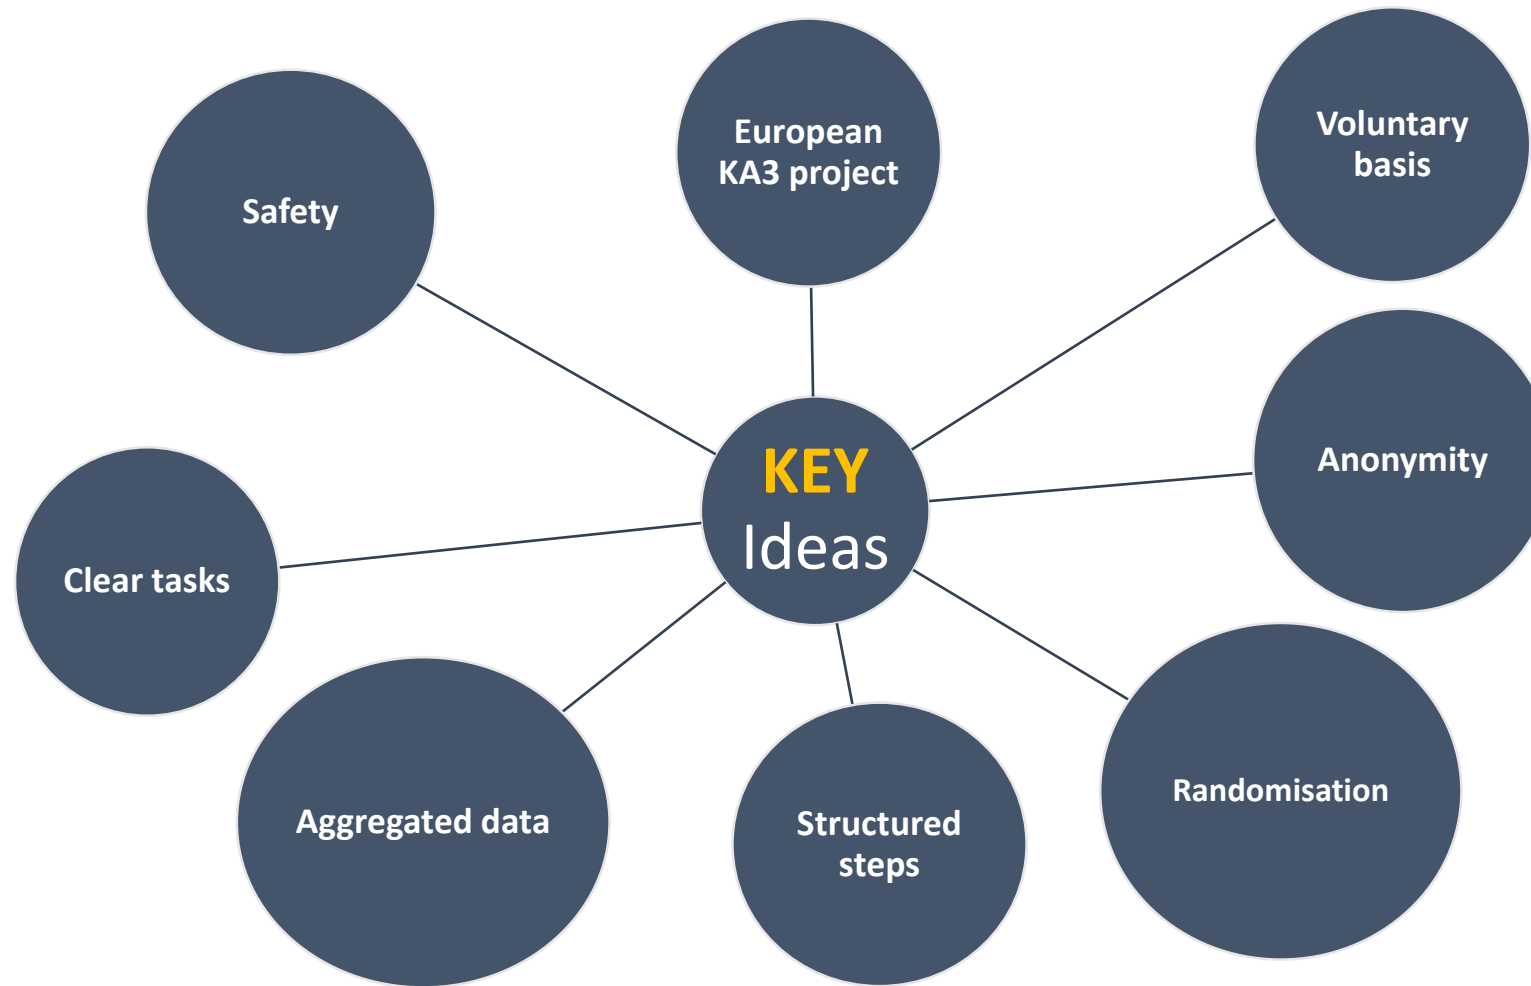 European
KA3 project
Voluntary
basis
Safety
Anonymity
KEY
Ideas
Clear tasks
Randomisation
Aggregated data
Structured
steps